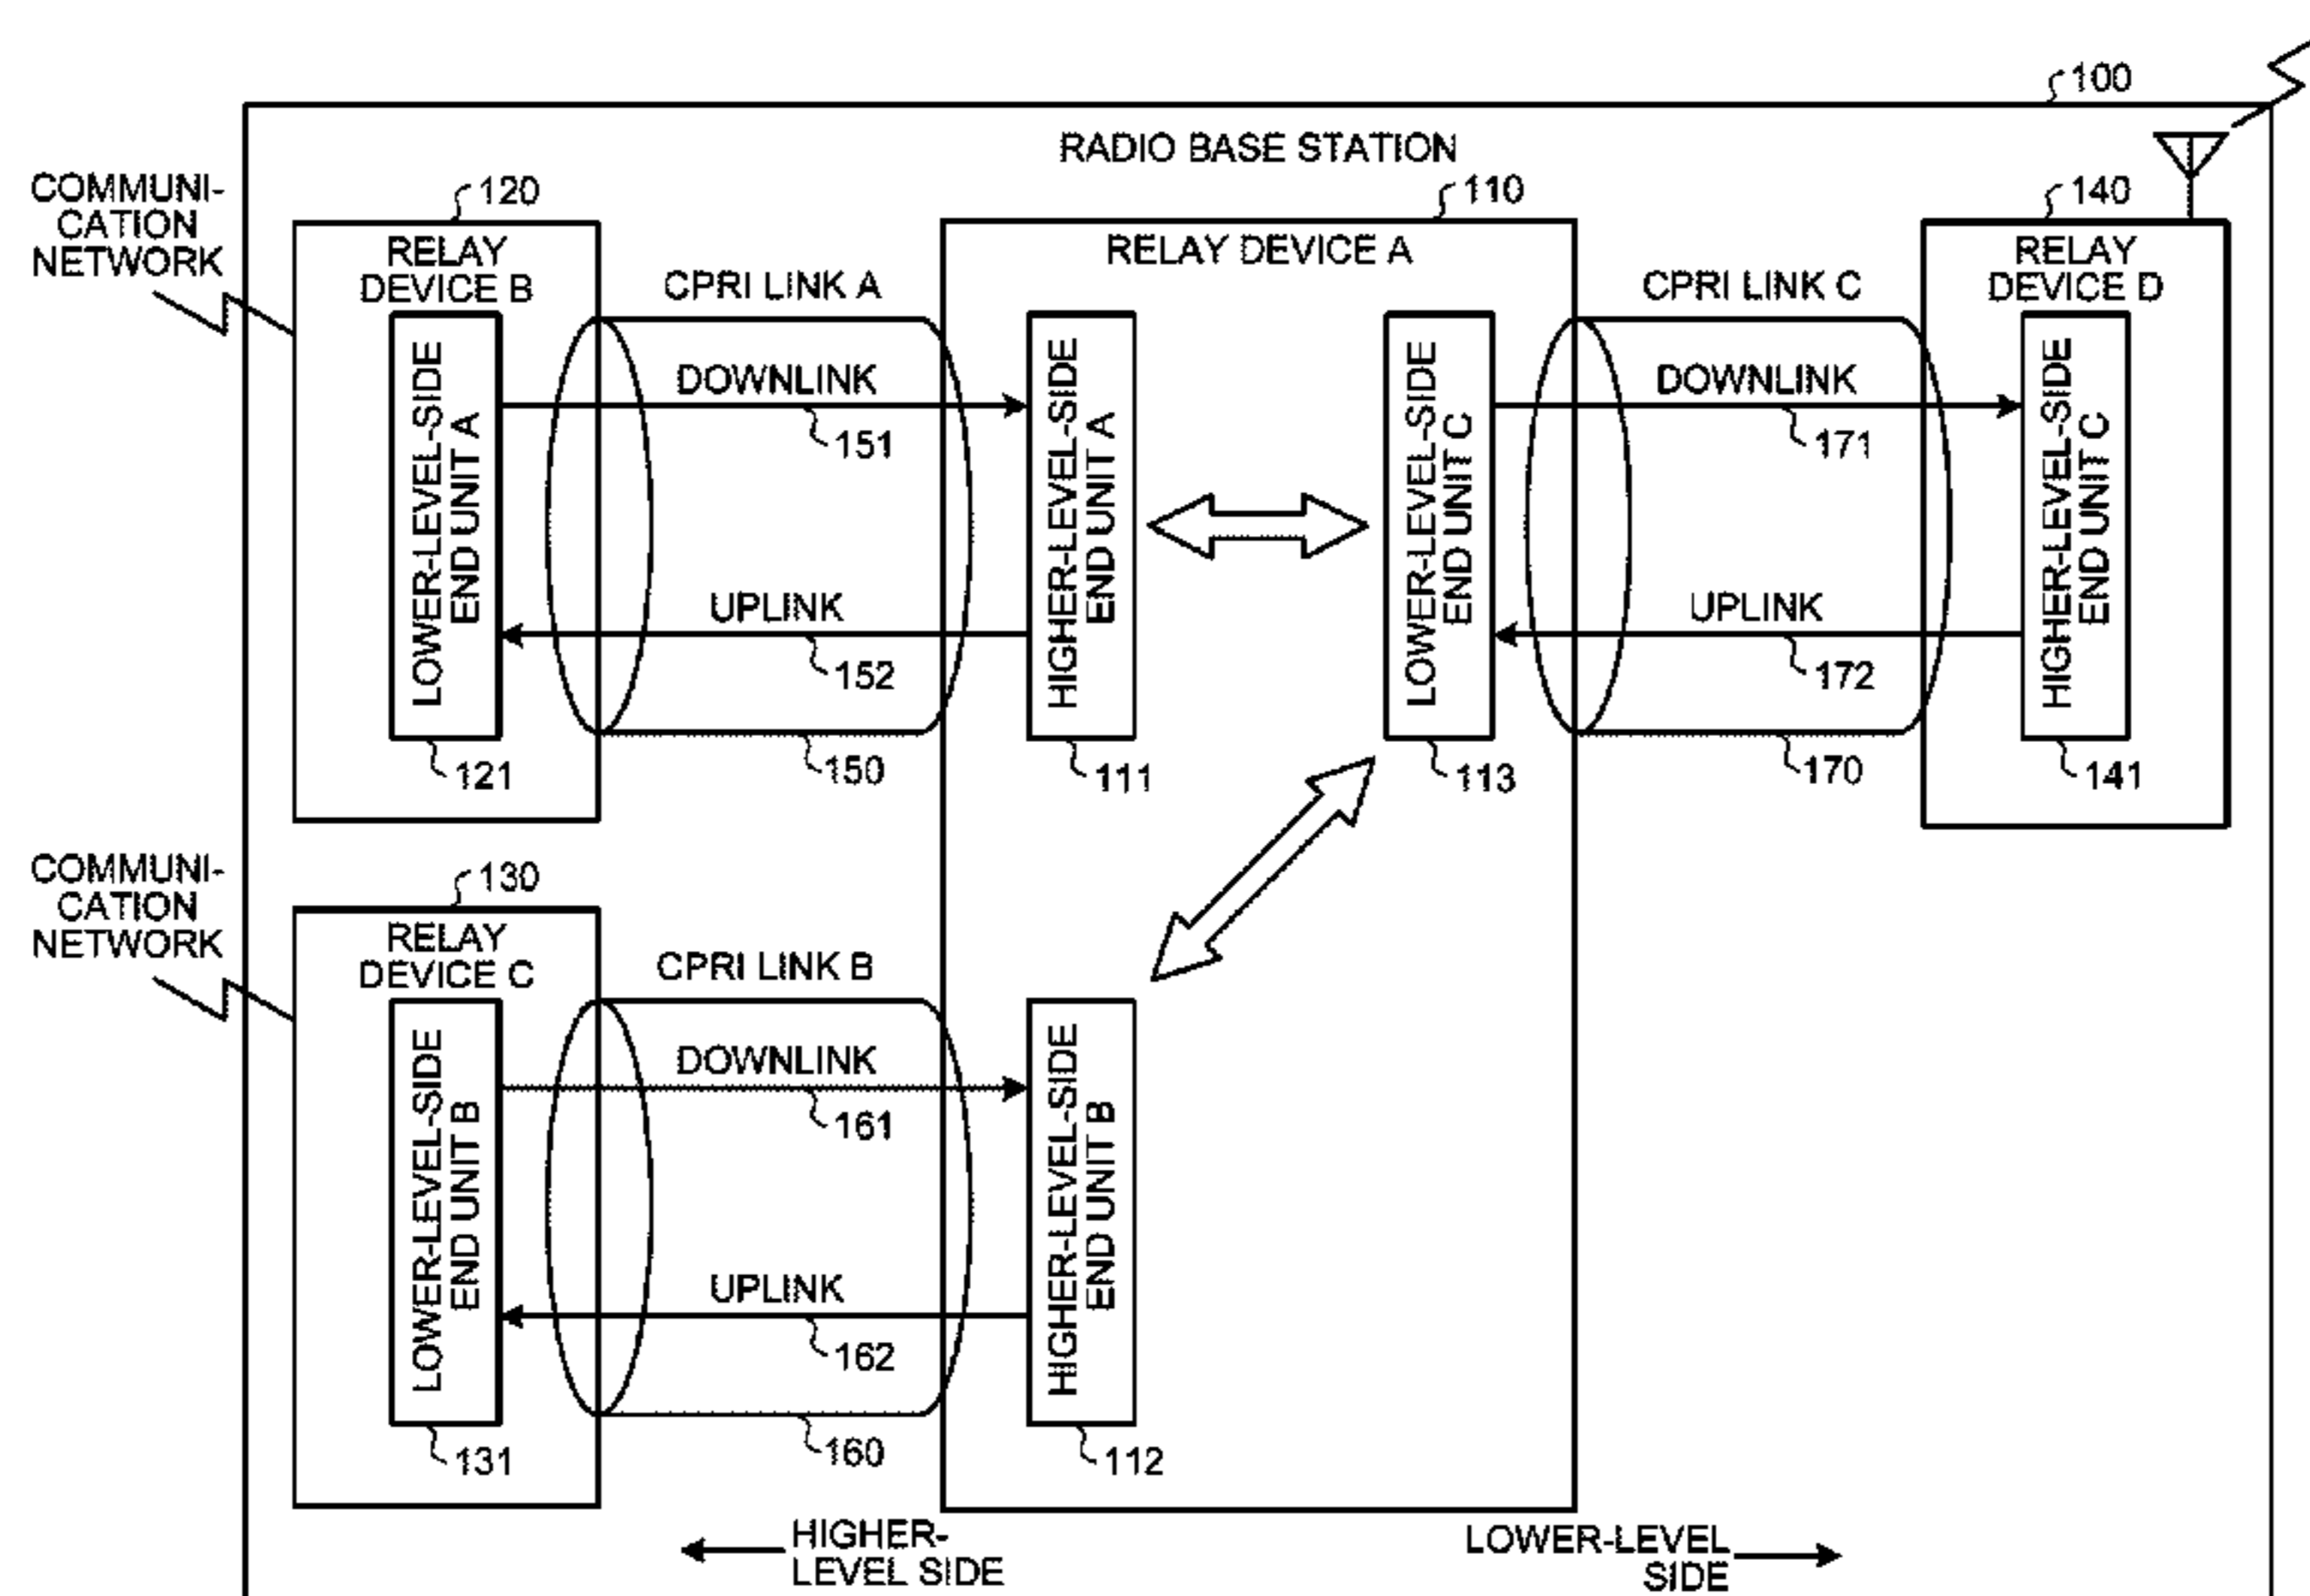 100
RADIO BASE STATION
COMMUNI-
CATION
NETWORK
120
RELAY
DEVICE B
CPRI LINK A
110
RELAY DEVICE A
CPRI LINK C
140
RELAY
DEVICE D
LOWER-LEVEL-SIDE
END UNIT A
DOWNLINK
151
UPLINK
152
HIGHER-LEVEL-SIDE
END UNIT A
LOWER-LEVEL-SIDE
END UNIT C
DOWNLINK
171
UPLINK
172
HIGHER-LEVEL-SIDE
END UNIT C
121
150
111
113
170
141
COMMUNI-
CATION
NETWORK
130
RELAY
DEVICE C
CPRI LINK B
LOWER-LEVEL-SIDE
END UNIT B
DOWNLINK
161
UPLINK
162
HIGHER-LEVEL-SIDE
END UNIT B
131
160
112
HIGHER-
LEVEL SIDE
LOWER-LEVEL
SIDE